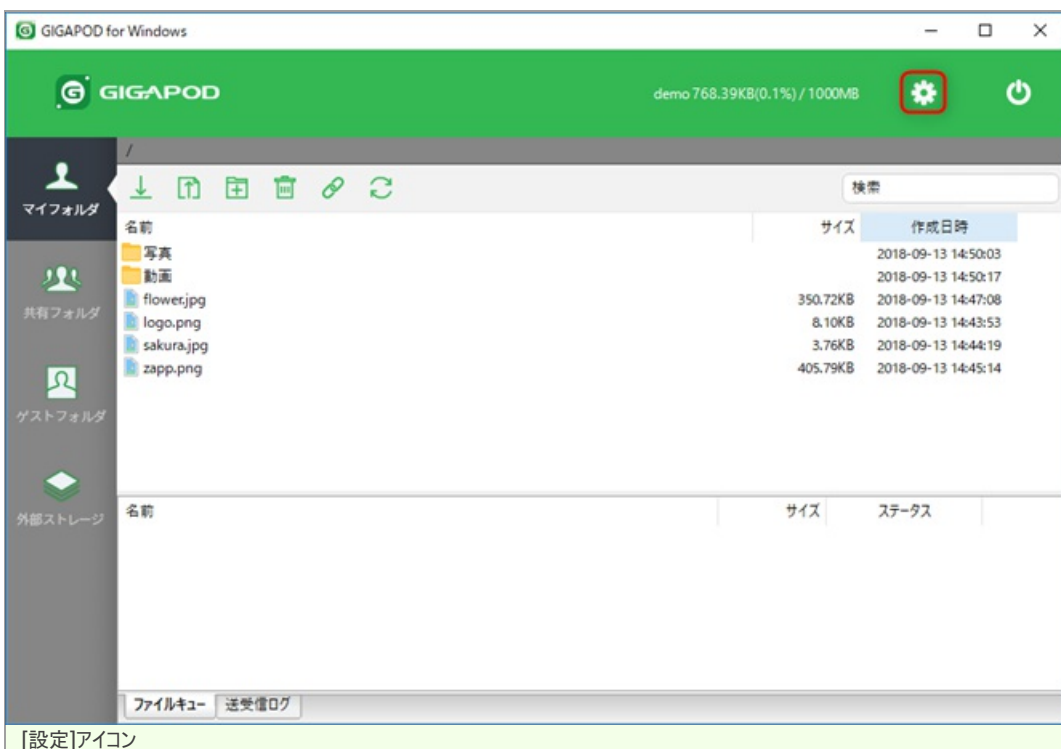 GIGAPOD for Windows
GIGAPOD
demo 768.39KB(0.1%) / 1000MB
/
マイフォルダ
共有フォルダ
ゲストフォルダ
外部ストレージ
検索
名前 サイズ 作成日時
写真 2018-09-13 14:50:03
動画 2018-09-13 14:50:17
flower.jpg 350.72KB 2018-09-13 14:47:08
logo.png 8.10KB 2018-09-13 14:43:53
sakura.jpg 3.76KB 2018-09-13 14:44:19
zapp.png 405.79KB 2018-09-13 14:45:14
名前 サイズ ステータス
ファイルキュー 送受信ログ
[設定]アイコン